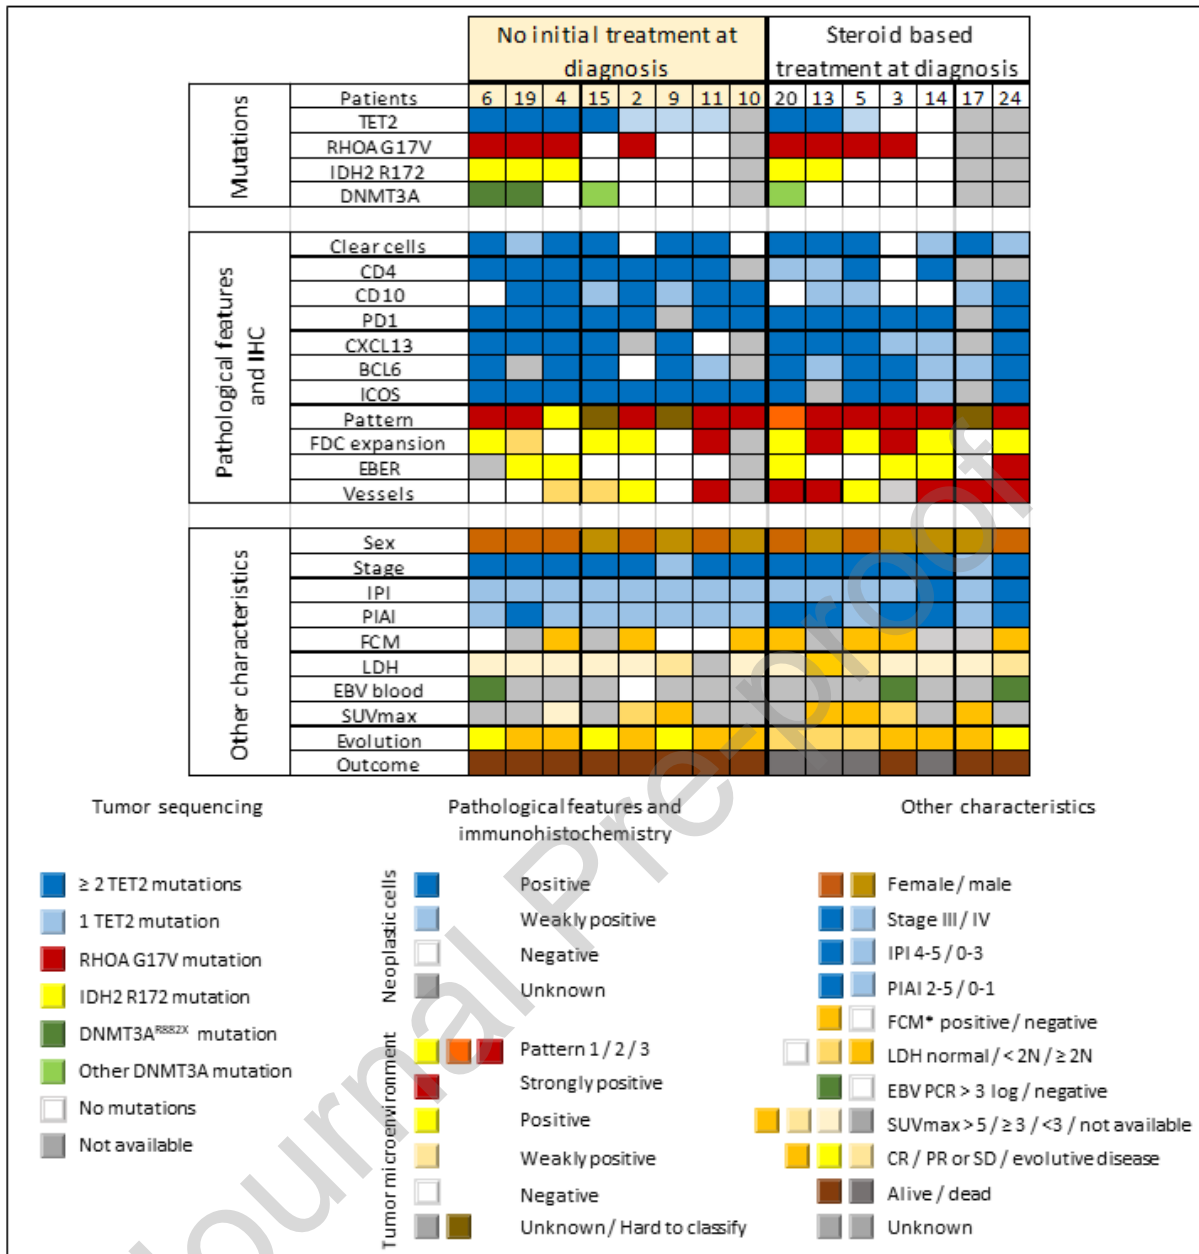 No initial treatment at diagnosis
Steroid based treatment at diagnosis
Mutations
Patients 6 19 4 15 2 9 11 10 20 13 5 3 14 17 24
TET2
RHOA G17V
IDH2 R172
DNMT3A
Pathological features and IHC
Clear cells
CD4
CD10
PD1
CXCL13
BCL6
ICOS
Pattern
FDC expansion
EBER
Vessels
Other characteristics
Sex
Stage
IPI
PIAI
FCM
LDH
EBV blood
SUVmax
Evolution
Outcome
Tumor sequencing
≥ 2 TET2 mutations
1 TET2 mutation
RHOA G17V mutation
IDH2 R172 mutation
DNMT3A^R882X mutation
Other DNMT3A mutation
No mutations
Not available
Pathological features and
immunohistochemistry
Neoplastic cells
Positive
Weakly positive
Negative
Unknown
Tumor microenvironment
Pattern 1 / 2 / 3
Strongly positive
Positive
Weakly positive
Negative
Unknown / Hard to classify
Other characteristics
Female / male
Stage III / IV
IPI 4-5 / 0-3
PIAI 2-5 / 0-1
FCM* positive / negative
LDH normal / < 2N / ≥ 2N
EBV PCR > 3 log / negative
SUVmax > 5 / ≥ 3 / <3 / not available
CR / PR or SD / evolutive disease
Alive / dead
Unknown
Journal Pre-proof